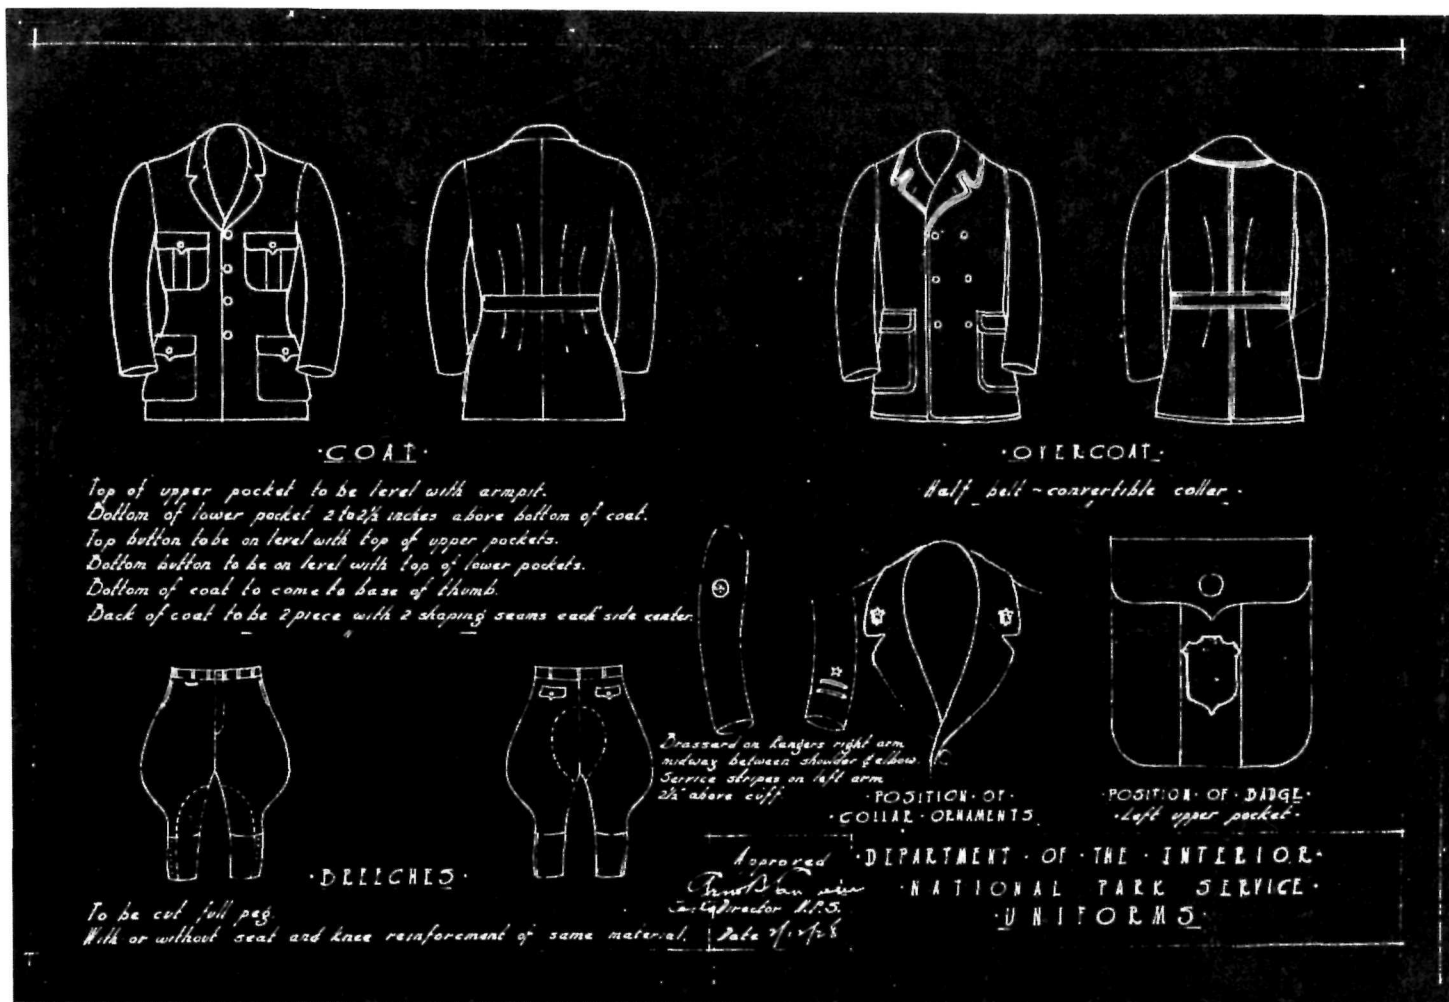 ·COAT·
Top of upper pocket to be level with armpit.
Bottom of lower pocket 2 to 2½ inches above bottom of coat.
Top button to be on level with top of upper pockets.
Bottom button to be on level with top of lower pockets.
Bottom of coat to come to base of thumb.
Back of coat to be 2 piece with 2 shaping seams each side center.
·OVERCOAT·
Half belt ~ convertible collar ·
Brassard on Rangers right arm
midway between shoulder & elbow.
Service stripes on left arm
2½" above cuff
·POSITION·OF·
·COLLAR·ORNAMENTS
·POSITION·OF·BADGE·
·Left upper pocket·
·BREECHES·
To be cut full peg.
With or without seat and knee reinforcement of same material.
Approved
Director N.P.S.
Date
·DEPARTMENT·OF·THE·INTERIOR·
·NATIONAL PARK SERVICE·
·UNIFORMS·